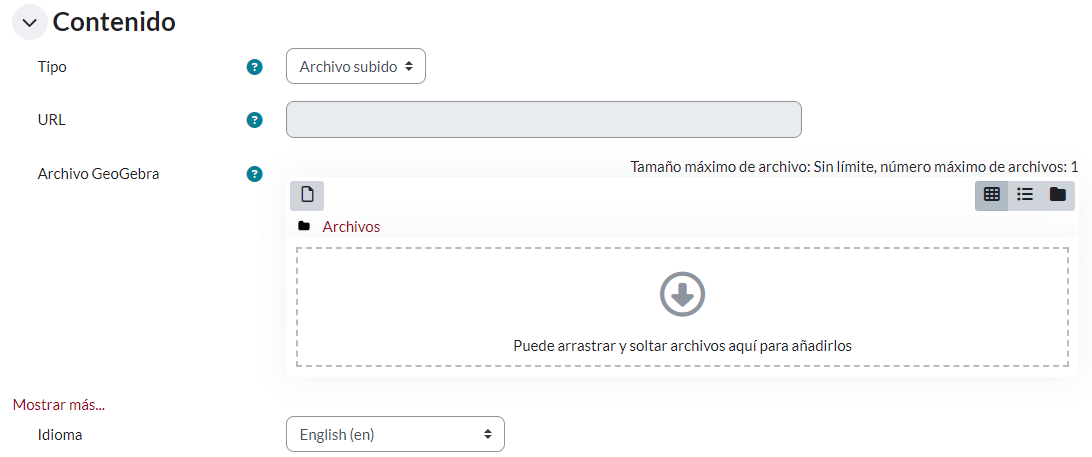 Contenido
Tipo
Archivo subido
URL
Archivo GeoGebra
Tamaño máximo de archivo: Sin límite, número máximo de archivos: 1
Archivos
Puede arrastrar y soltar archivos aquí para añadirlos
Mostrar más...
Idioma
English (en)